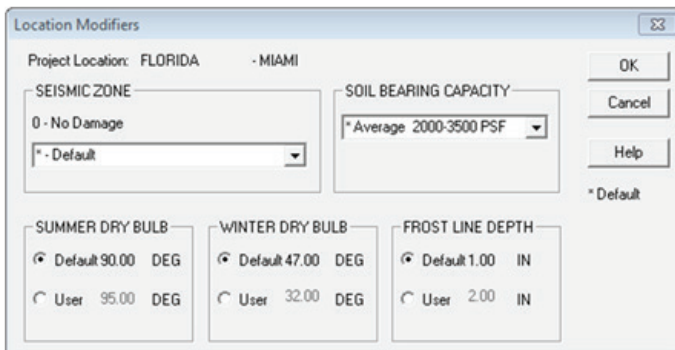 Location Modifiers
Project Location: FLORIDA - MIAMI
OK
SEISMIC ZONE
0 - No Damage
* - Default
SOIL BEARING CAPACITY
* Average 2000-3500 PSF
Cancel
Help
* Default
SUMMER DRY BULB
Default 90.00 DEG
User 95.00 DEG
WINTER DRY BULB
Default 47.00 DEG
User 32.00 DEG
FROST LINE DEPTH
Default 1.00 IN
User 2.00 IN